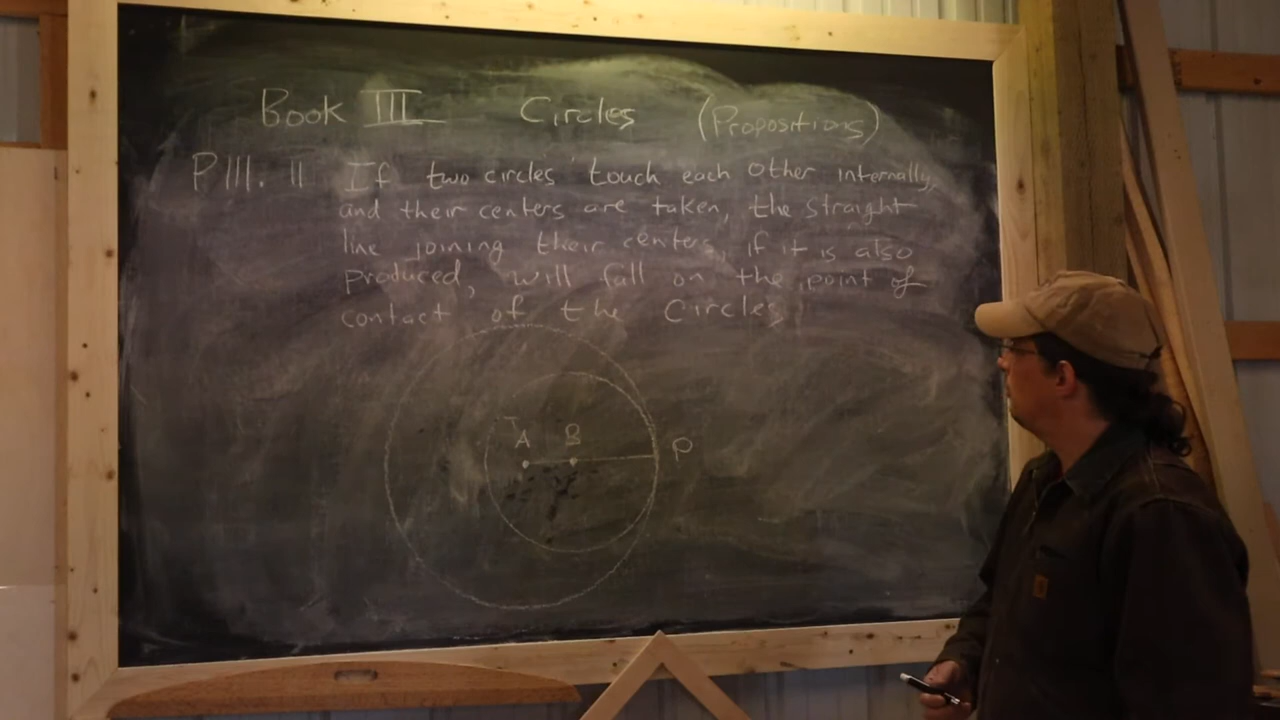 Book III Circles (Propositions)
PIII. 11 If two circles touch each other internally,
and their centers are taken, the straight
line joining their centers, if it is also
produced, will fall on the point of
contact of the Circles.
A B P